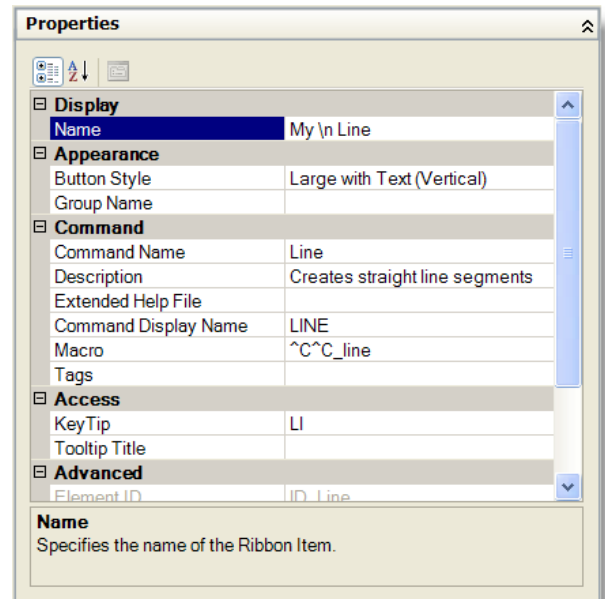 Properties
Display
Name My \n Line
Appearance
Button Style Large with Text (Vertical)
Group Name
Command
Command Name Line
Description Creates straight line segments
Extended Help File
Command Display Name LINE
Macro ^C^C_line
Tags
Access
KeyTip LI
Tooltip Title
Advanced
Element ID ID_Line
Name
Specifies the name of the Ribbon Item.